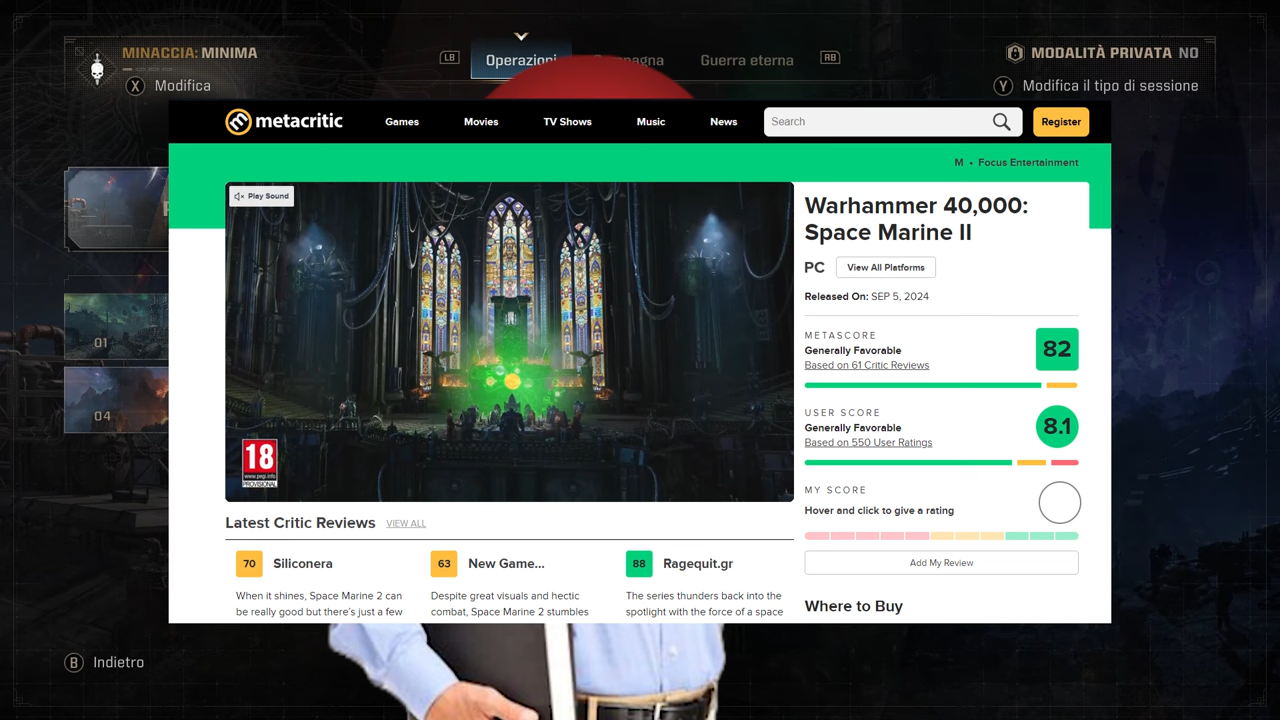 MINACCIA: MINIMA
X Modifica
LB Operazioni Campagna Guerra eterna RB
MODALITÀ PRIVATA NO
Y Modifica il tipo di sessione
metacritic Games Movies TV Shows Music News Search Register
M • Focus Entertainment
Play Sound
Warhammer 40,000:
Space Marine II
PC View All Platforms
Released On: SEP 5, 2024
METASCORE
Generally Favorable
Based on 61 Critic Reviews
82
USER SCORE
Generally Favorable
Based on 550 User Ratings
8.1
MY SCORE
Hover and click to give a rating
Add My Review
Where to Buy
18
www.pegi.info
PROVISIONAL
Latest Critic Reviews VIEW ALL
70 Siliconera
When it shines, Space Marine 2 can
be really good but there's just a few
63 New Game...
Despite great visuals and hectic
combat, Space Marine 2 stumbles
88 Ragequit.gr
The series thunders back into the
spotlight with the force of a space
01
04
B Indietro